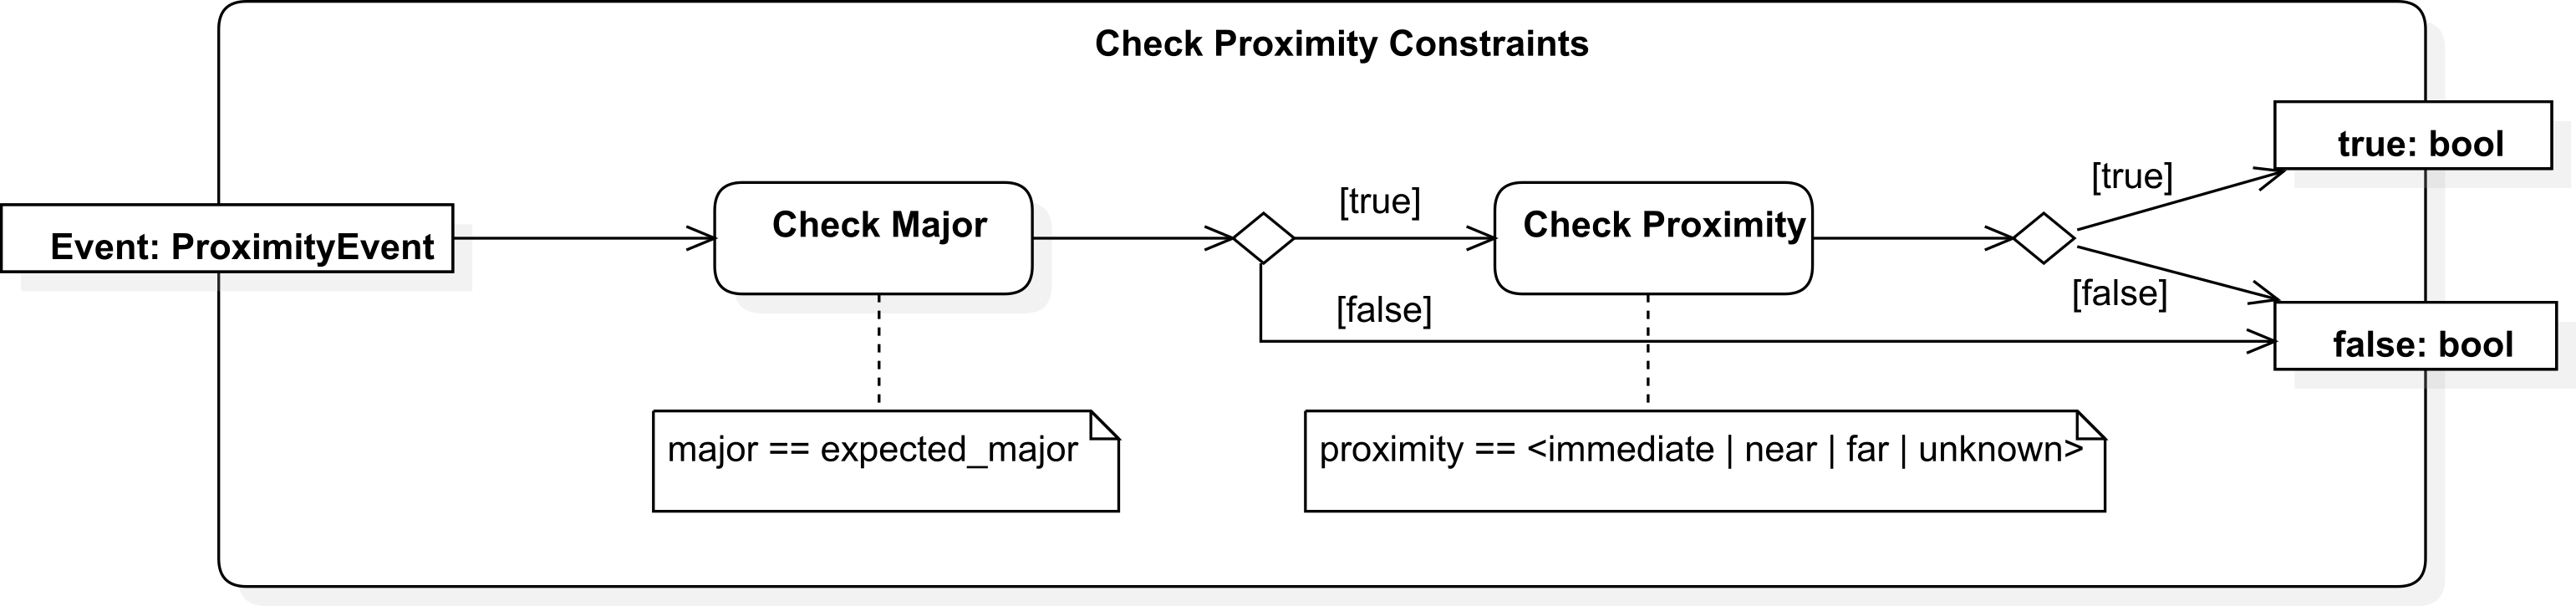 Check Proximity Constraints
true: bool
[true]
[true]
Check Major
Check Proximity
Event: ProximityEvent
[false]
[false]
false: bool
major == expected_major
proximity == <immediate | near | far | unknown>